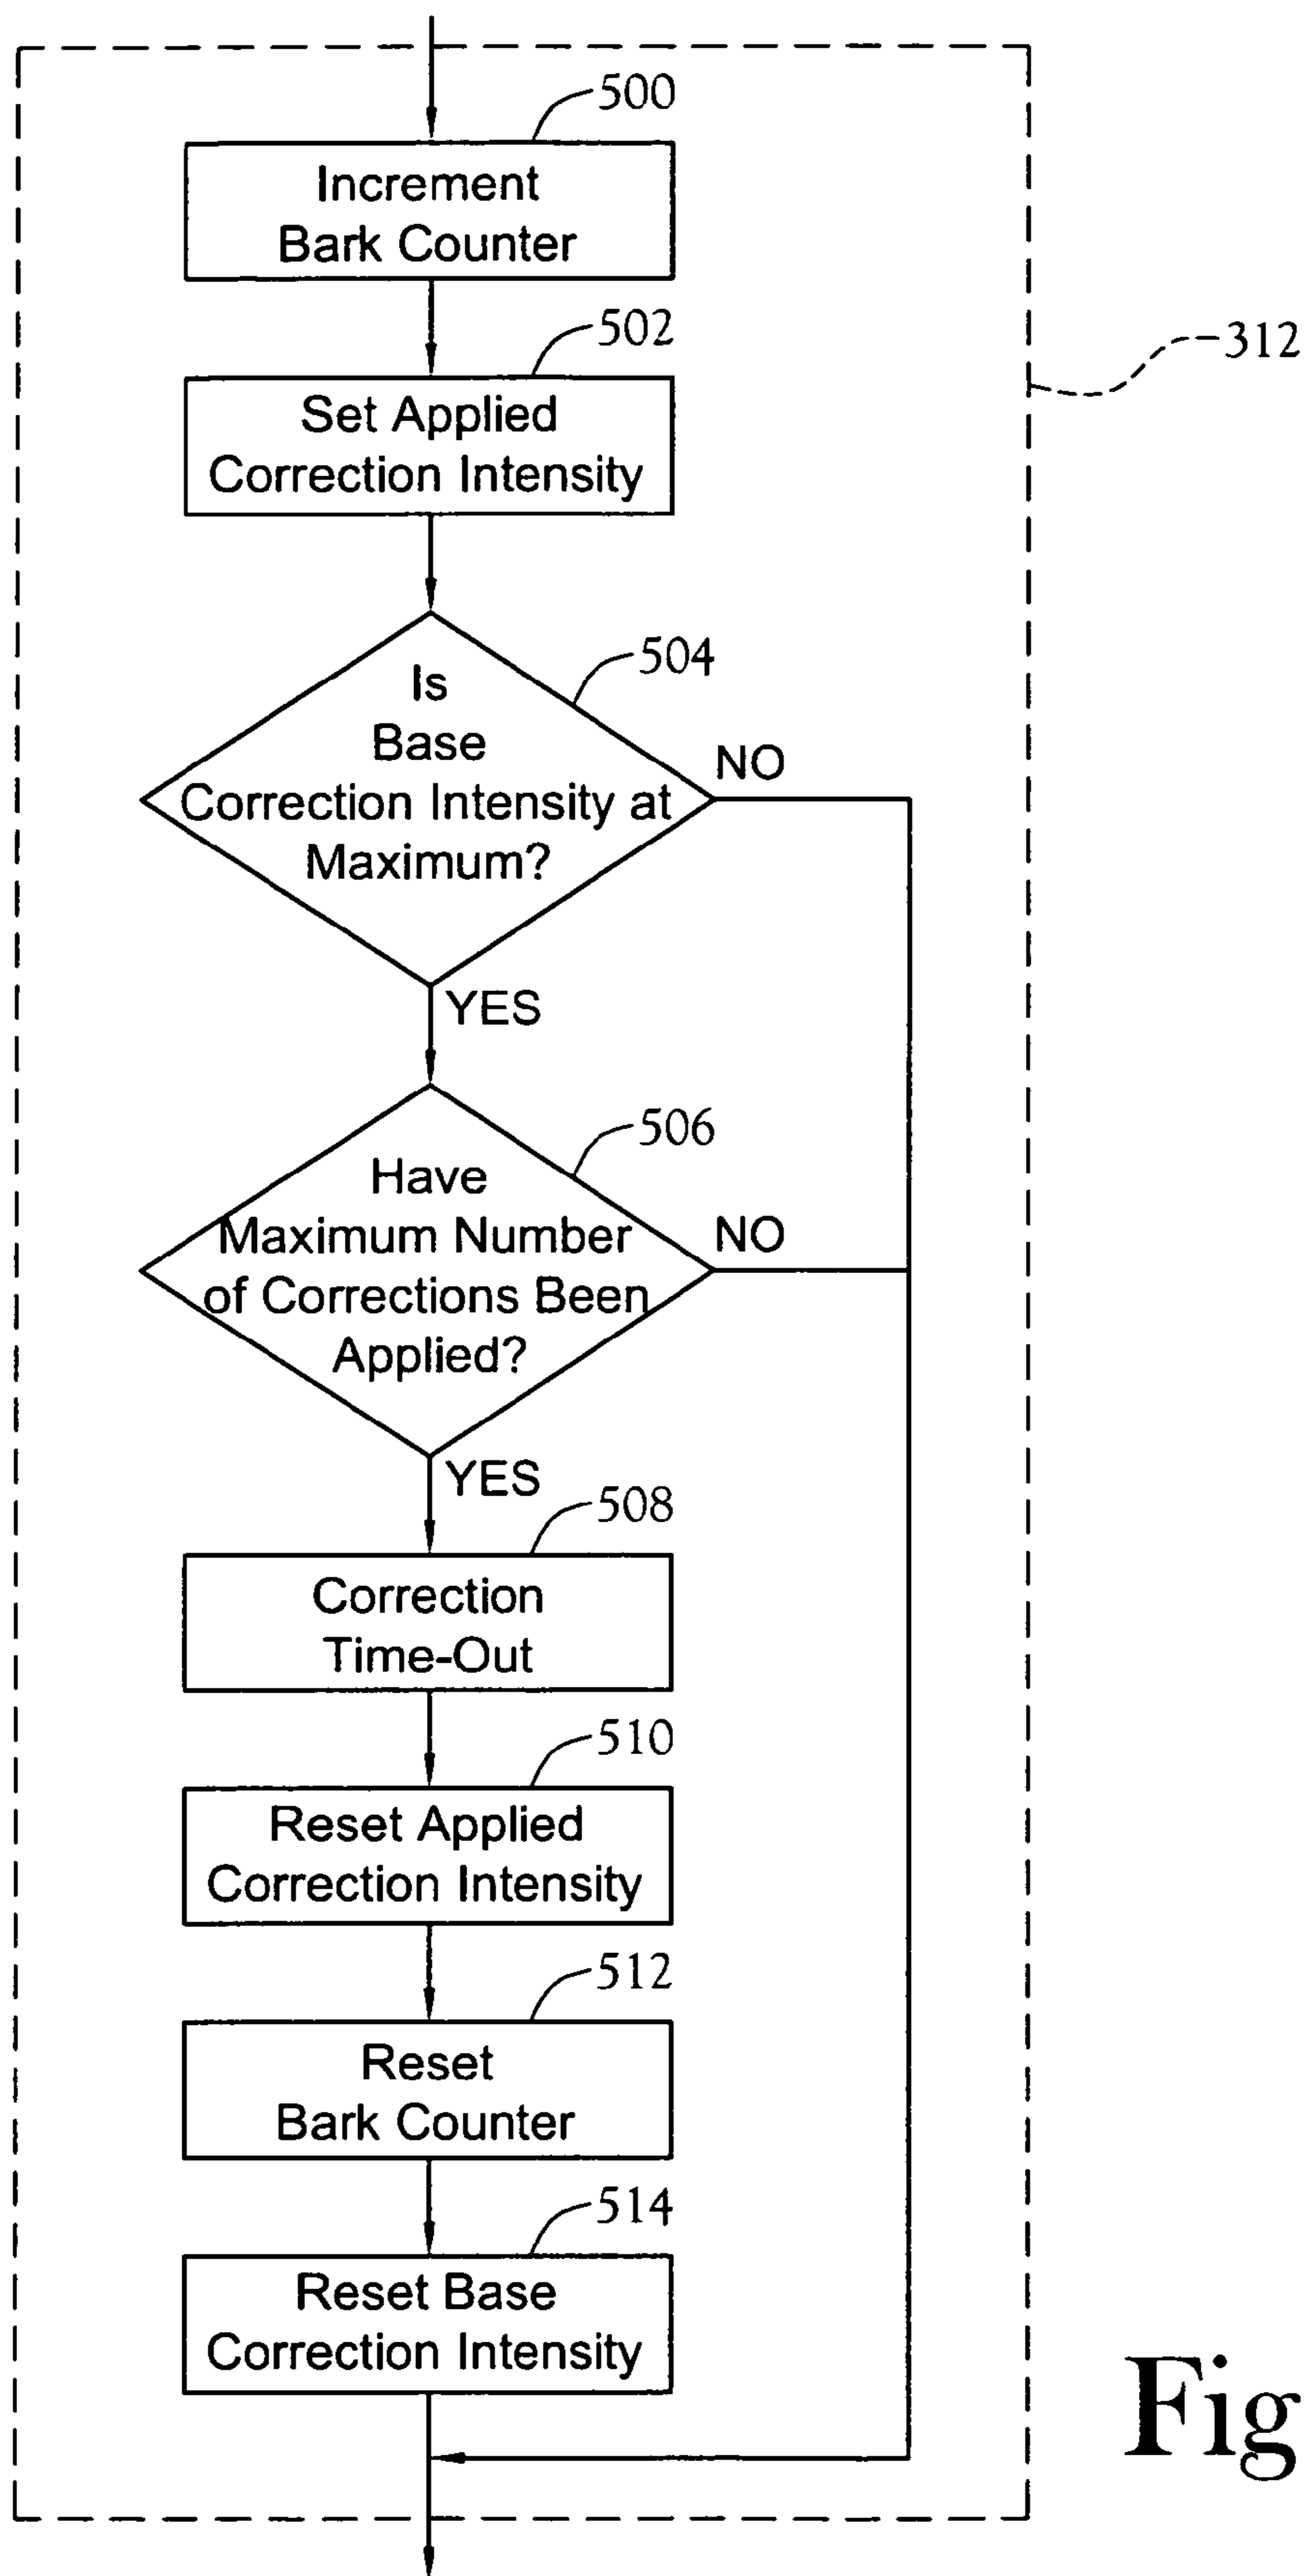 500
Increment
Bark Counter
502
312
Set Applied
Correction Intensity
504
Is
Base
Correction Intensity at
Maximum?
NO
YES
506
Have
Maximum Number
of Corrections Been
Applied?
NO
YES
508
Correction
Time-Out
510
Reset Applied
Correction Intensity
512
Reset
Bark Counter
514
Reset Base
Correction Intensity
Fig